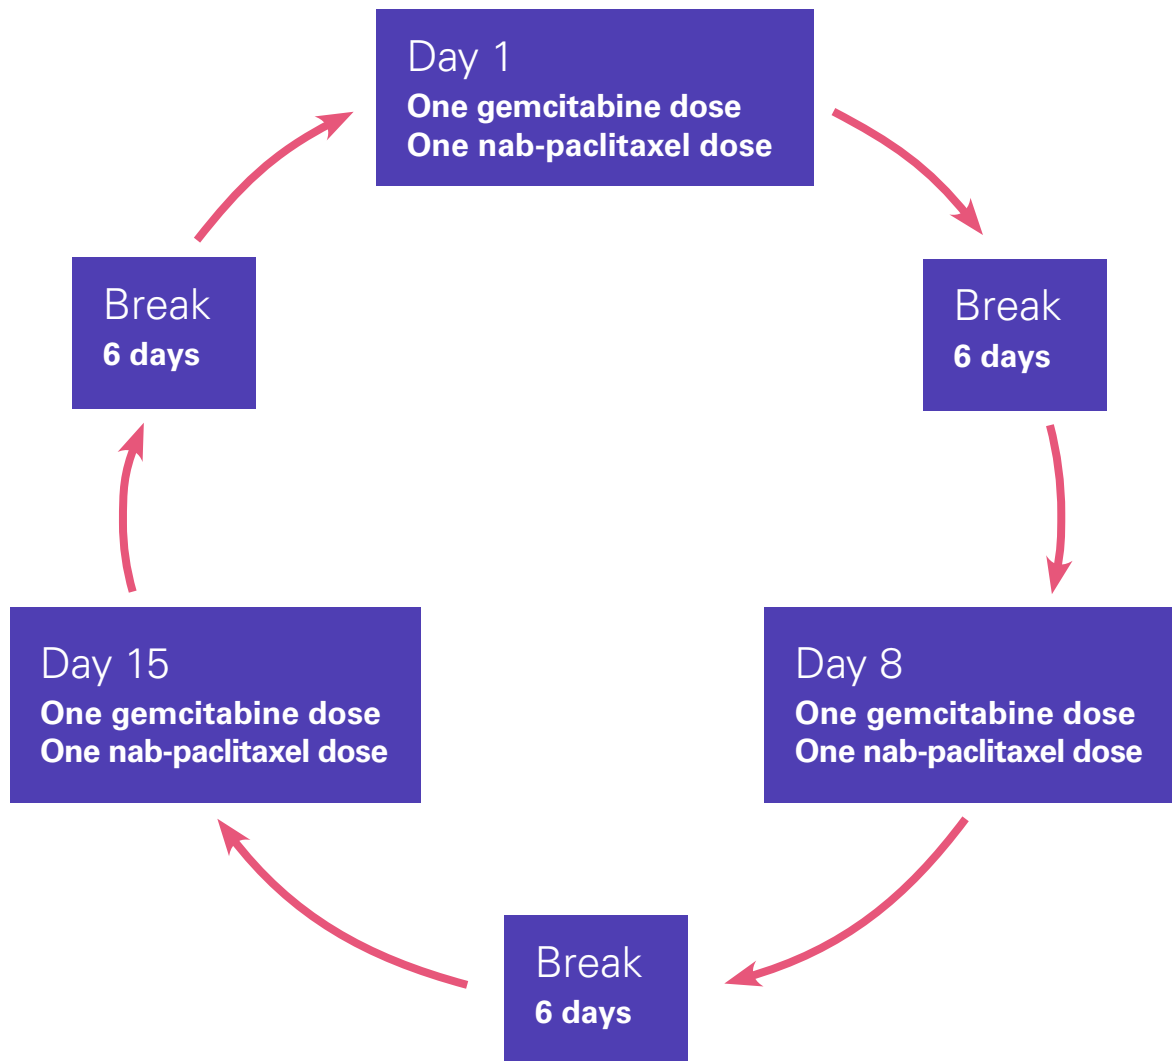 Day 1
One gemcitabine dose
One nab-paclitaxel dose
Break
6 days
Day 8
One gemcitabine dose
One nab-paclitaxel dose
Break
6 days
Day 15
One gemcitabine dose
One nab-paclitaxel dose
Break
6 days